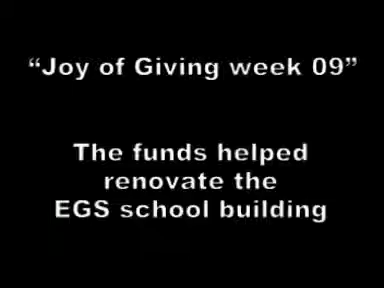 “Joy of Giving week 09”
The funds helped
renovate the
EGS school building